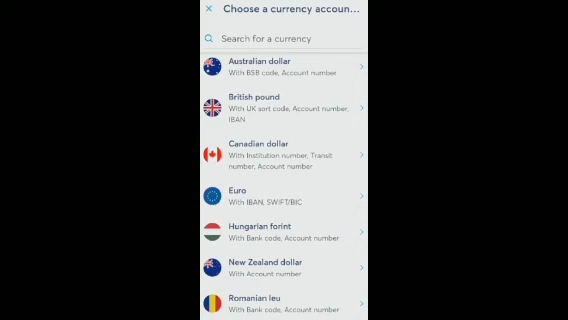 Choose a currency accoun...
Search for a currency
Australian dollar
With BSB code, Account number
British pound
With UK sort code, Account number,
IBAN
Canadian dollar
With Institution number, Transit
number, Account number
Euro
With IBAN, SWIFT/BIC
Hungarian forint
With Bank code, Account number
New Zealand dollar
With Account number
Romanian leu
With Bank code, Account number